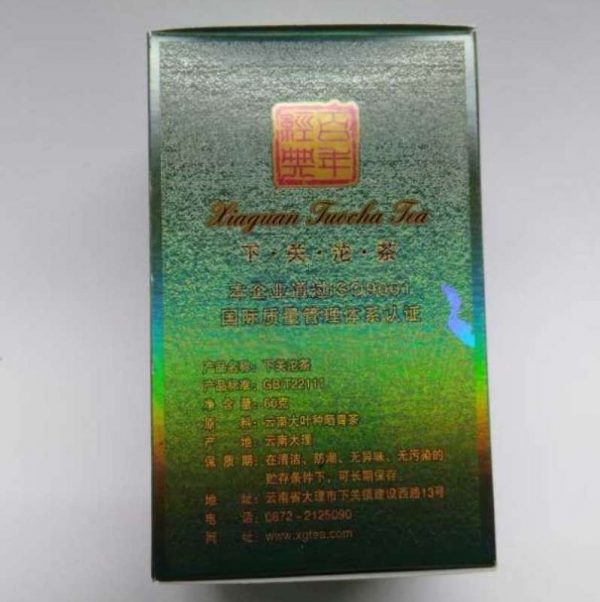 百年
經典
Xiaguan Tuocha Tea
下·关·沱·茶
本企业通过ISO9001
国际质量管理体系认证
产品名称：下关沱茶
产品标准：GB/T22111
净 含 量：
原 料：云南大叶种晒青茶
产 地：云南大理
保 质 期：在清洁、防潮、无异味、无污染的
贮存条件下，可长期保存。
地 址：云南省大理市下关镇建设西路13号
电 话：0872－2125090
网 址：www.xgtea.com